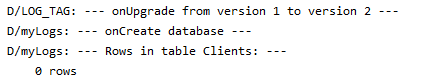 D/LOG_TAG: --- onUpgrade from version 1 to version 2 ---
D/myLogs: --- onCreate database ---
D/myLogs: --- Rows in table Clients: ---
0 rows